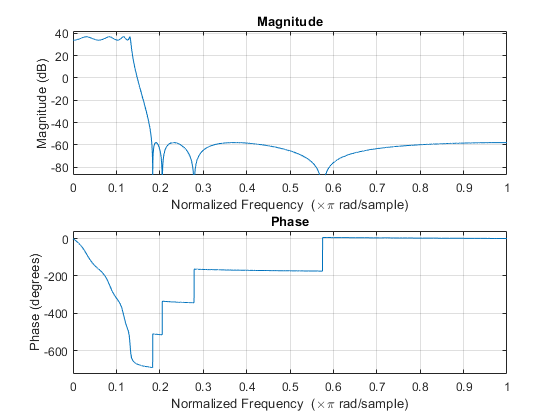 Magnitude
40
20
0
-20
-40
-60
-80
Magnitude (dB)
0 0.1 0.2 0.3 0.4 0.5 0.6 0.7 0.8 0.9 1
Normalized Frequency (×π rad/sample)
Phase
0
-200
-400
-600
Phase (degrees)
0 0.1 0.2 0.3 0.4 0.5 0.6 0.7 0.8 0.9 1
Normalized Frequency (×π rad/sample)